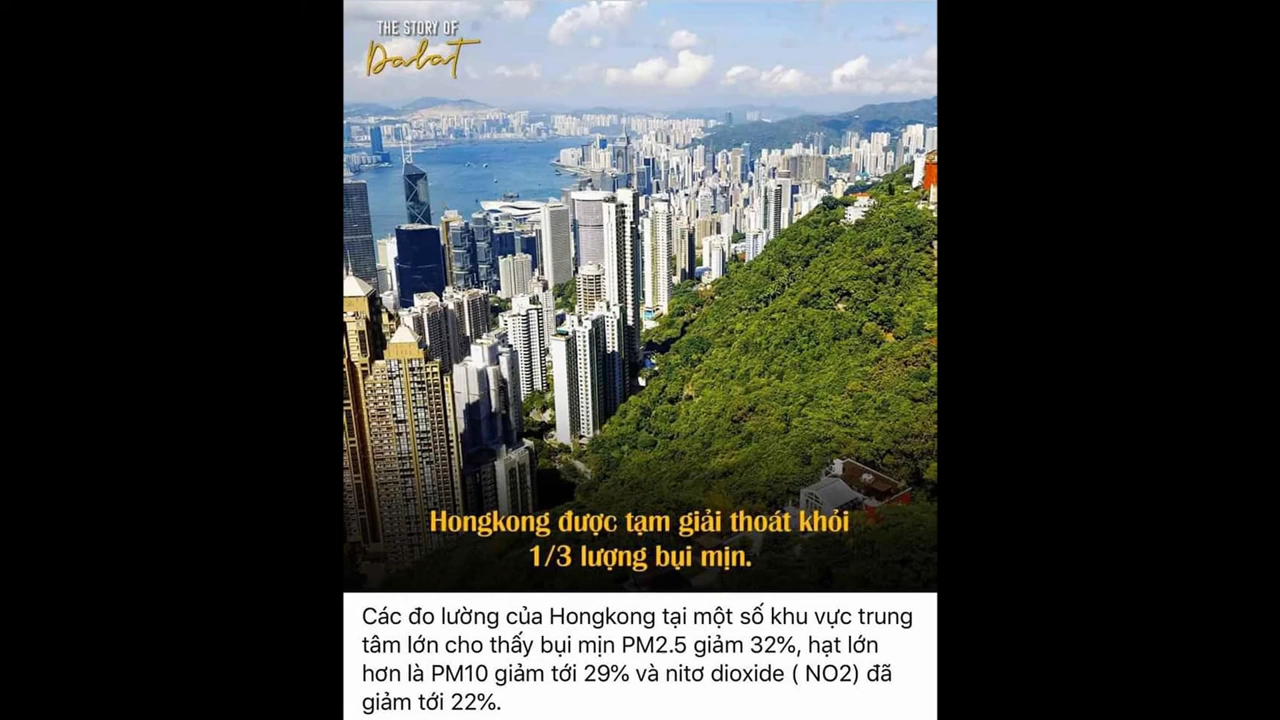 THE STORY OF
Dalat
Hongkong được tạm giải thoát khỏi
1/3 lượng bụi mịn.
Các đo lường của Hongkong tại một số khu vực trung
tâm lớn cho thấy bụi mịn PM2.5 giảm 32%, hạt lớn
hơn là PM10 giảm tới 29% và nitơ dioxide ( NO2) đã
giảm tới 22%.